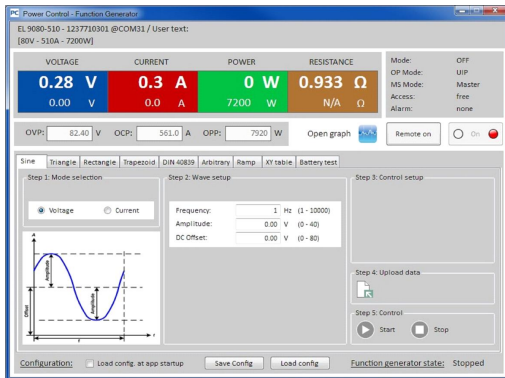 PC Power Control - Function Generator
EL 9080-510 - 1237710301 @COM31 / User text:
[80V - 510A - 7200W]
VOLTAGE CURRENT POWER RESISTANCE
0.28 V 0.3 A 0 W 0.933 Ω
0.00 V 0.0 A 7200 W N/A Ω
Mode: OFF
OP Mode: UIP
MS Mode: Master
Access: free
Alarm: none
OVP: 82.40 V OCP: 561.0 A OPP: 7920 W Open graph Remote on On
Sine Triangle Rectangle Trapezoid DIN 40839 Arbitrary Ramp XY table Battery test
Step 1: Mode selection
Voltage Current
Step 2: Wave setup
Frequency: 1 Hz (1 - 10000)
Amplitude: 0.00 V (0 - 40)
DC Offset: 0.00 V (0 - 80)
Step 3: Control setup
A
Amplitude
Amplitude
Offset
f
t
Step 4: Upload data
Step 5: Control
Start Stop
Configuration: Load config. at app startup Save Config Load config Function generator state: Stopped